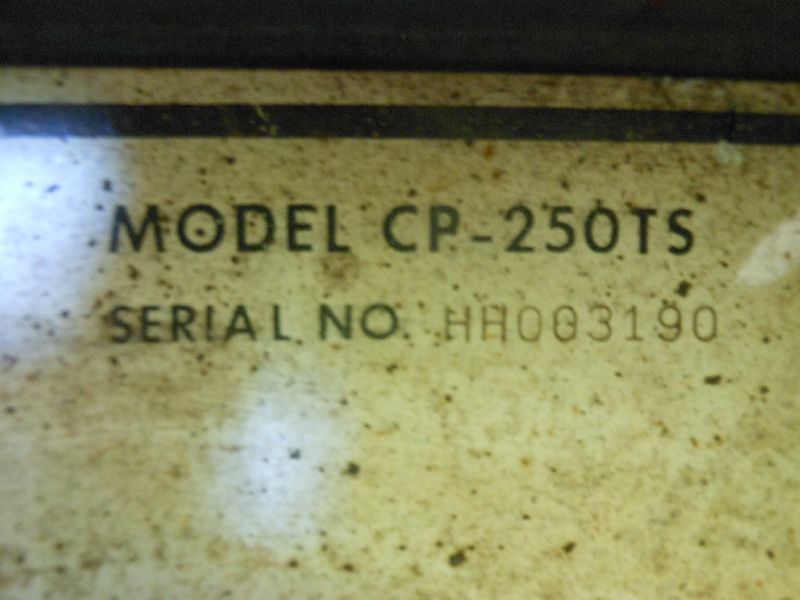 MODEL CP-250TS
SERIAL NO. HH003190